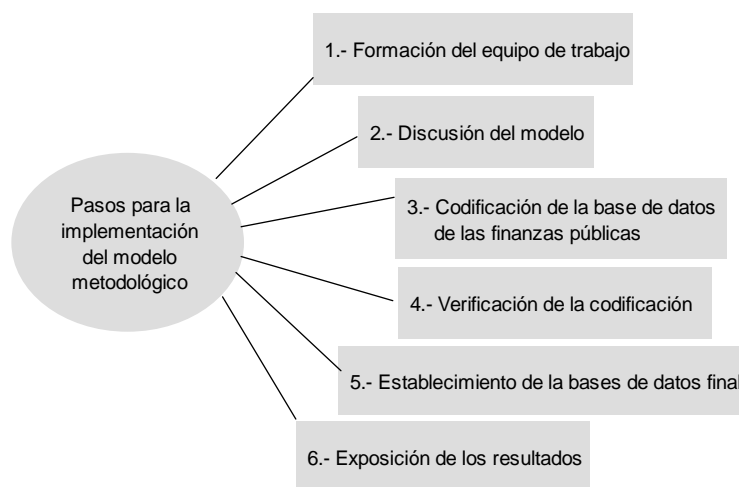 1.- Formación del equipo de trabajo
2.- Discusión del modelo
Pasos para la
implementación
del modelo
metodológico
3.- Codificación de la base de datos
de las finanzas públicas
4.- Verificación de la codificación
5.- Establecimiento de la bases de datos final
6.- Exposición de los resultados